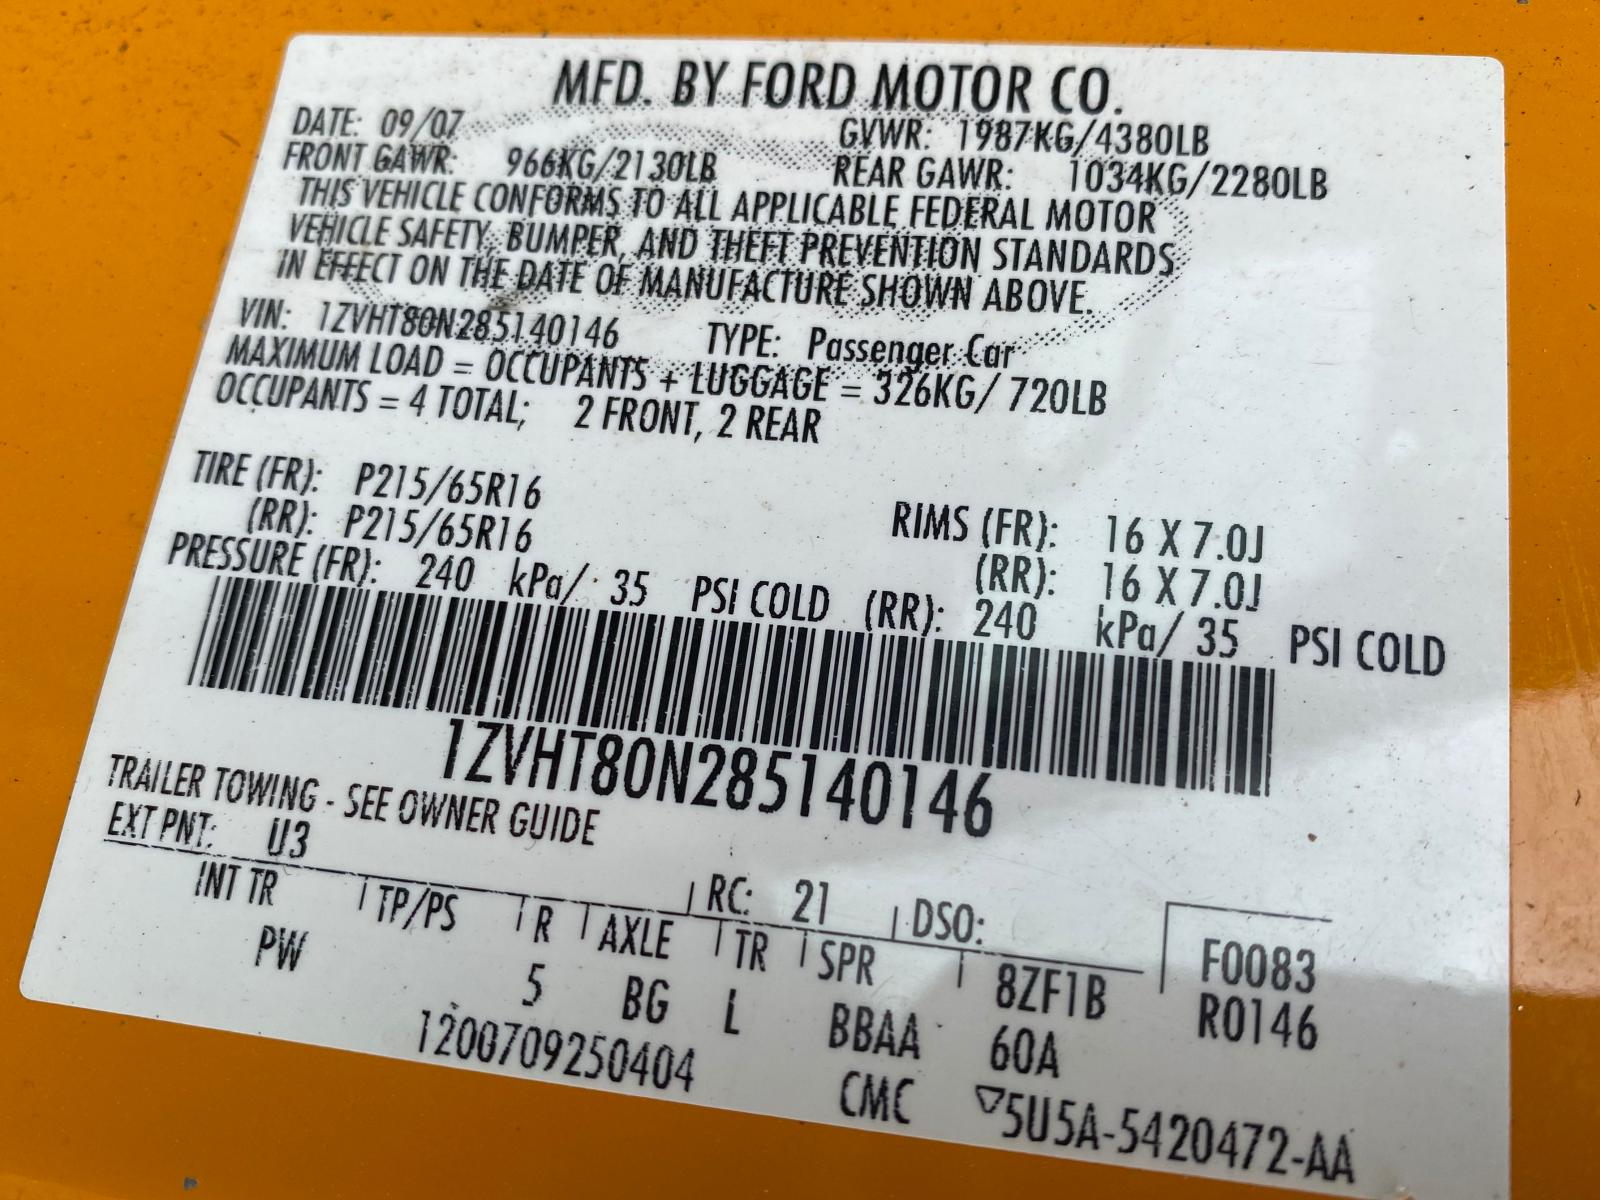 MFD. BY FORD MOTOR CO.
DATE: 09/07 GVWR: 1987KG/4380LB
FRONT GAWR: 966KG/2130LB REAR GAWR: 1034KG/2280LB
THIS VEHICLE CONFORMS TO ALL APPLICABLE FEDERAL MOTOR
VEHICLE SAFETY, BUMPER, AND THEFT PREVENTION STANDARDS
IN EFFECT ON THE DATE OF MANUFACTURE SHOWN ABOVE.
VIN: 1ZVHT80N285140146 TYPE: Passenger Car
MAXIMUM LOAD = OCCUPANTS + LUGGAGE = 326KG/ 720LB
OCCUPANTS = 4 TOTAL; 2 FRONT, 2 REAR
TIRE (FR): P215/65R16 RIMS (FR): 16 X 7.0J
(RR): P215/65R16 (RR): 16 X 7.0J
PRESSURE (FR): 240 kPa/ 35 PSI COLD (RR): 240 kPa/ 35 PSI COLD
1ZVHT80N285140146
TRAILER TOWING - SEE OWNER GUIDE
EXT PNT: U3 RC: 21 DSO: F0083
INT TR TP/PS R AXLE TR SPR 8ZF1B R0146
PW 5 BG L BBAA 60A
1200709250404 CMC 5U5A-5420472-AA